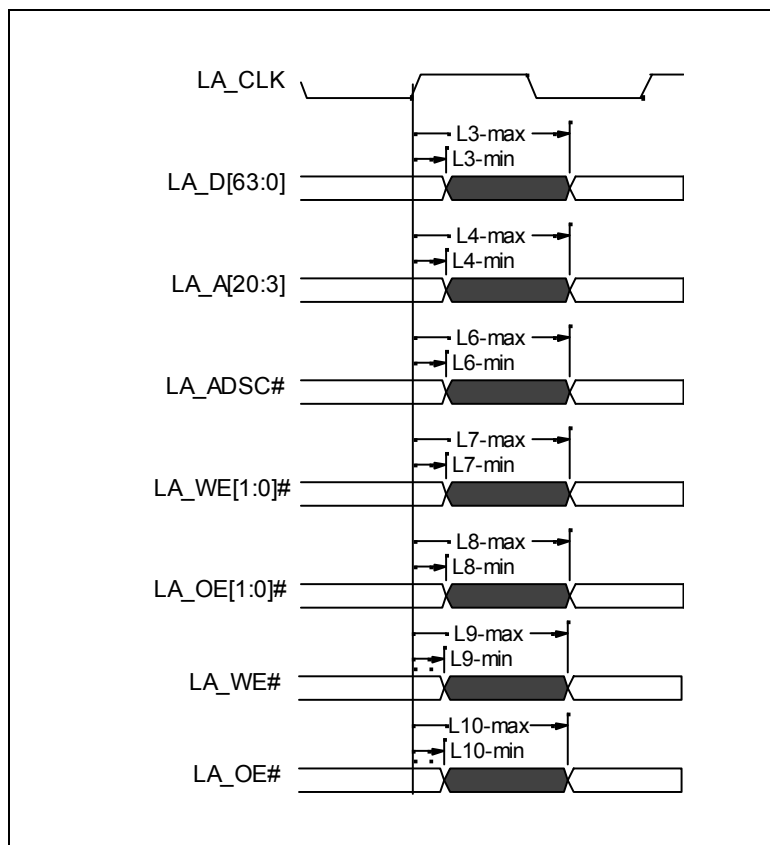 LA_CLK
L3-max
L3-min
LA_D[63:0]
L4-max
L4-min
LA_A[20:3]
L6-max
L6-min
LA_ADSC#
L7-max
L7-min
LA_WE[1:0]#
L8-max
L8-min
LA_OE[1:0]#
L9-max
L9-min
LA_WE#
L10-max
L10-min
LA_OE#